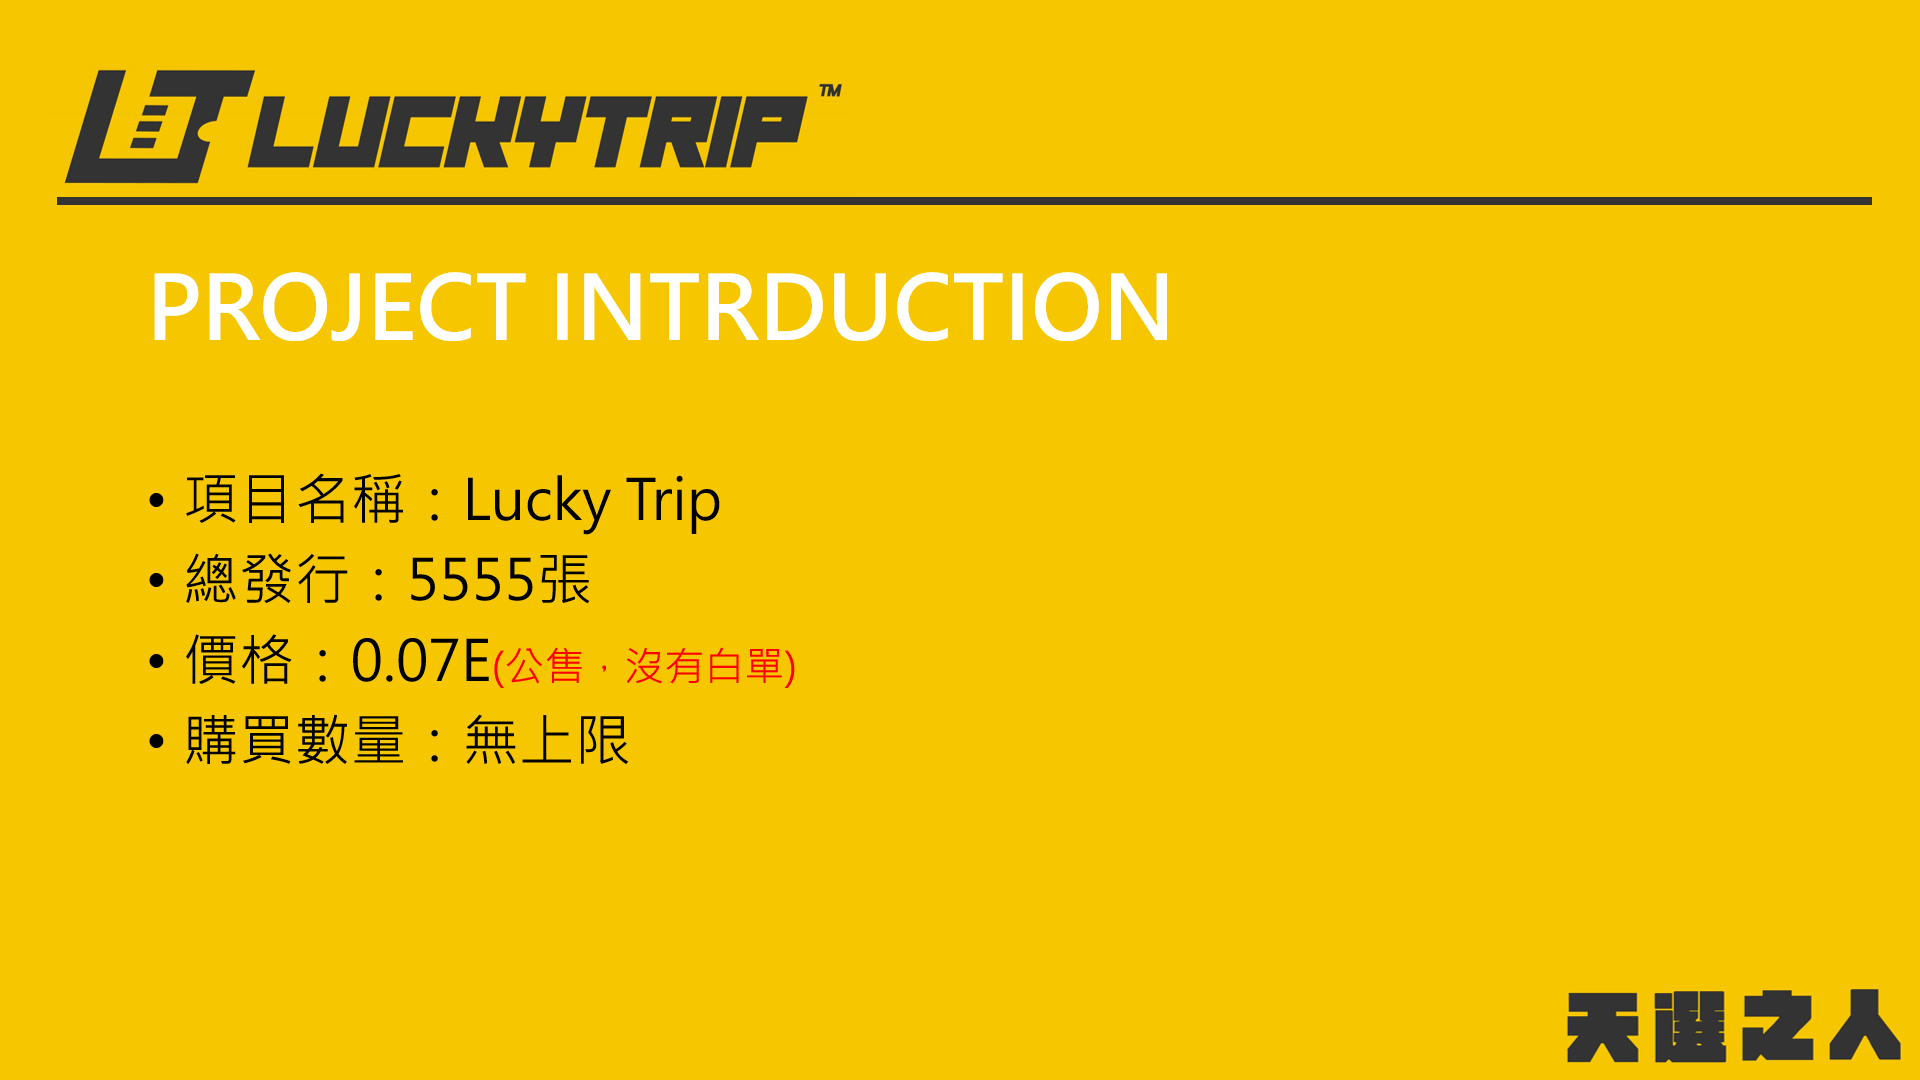 LT LUCKYTRIP™
PROJECT INTRDUCTION
• 項目名稱：Lucky Trip
• 總發行：5555張
• 價格：0.07E(公售，沒有白單)
• 購買數量：無上限
天選之人